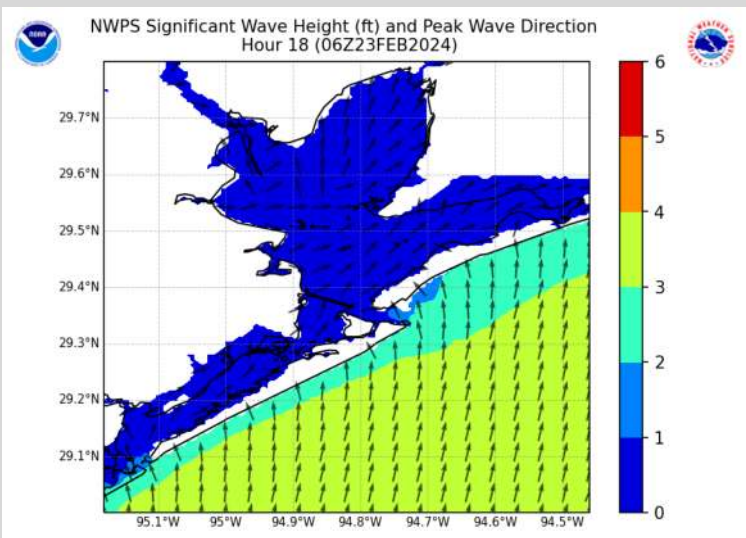 NWPS Significant Wave Height (ft) and Peak Wave Direction
Hour 18 (06Z23FEB2024)
NOAA
6
5
4
3
2
1
0
29.7°N
29.6°N
29.5°N
29.4°N
29.3°N
29.2°N
29.1°N
95.1°W 95°W 94.9°W 94.8°W 94.7°W 94.6°W 94.5°W